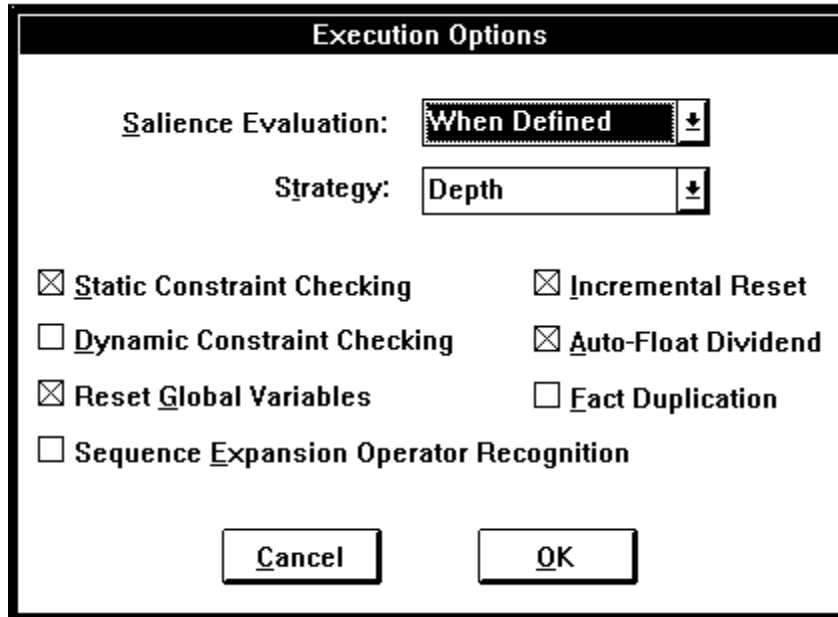 Execution Options
Salience Evaluation: When Defined
Strategy: Depth
Static Constraint Checking Incremental Reset
Dynamic Constraint Checking Auto-Float Dividend
Reset Global Variables Fact Duplication
Sequence Expansion Operator Recognition
Cancel OK